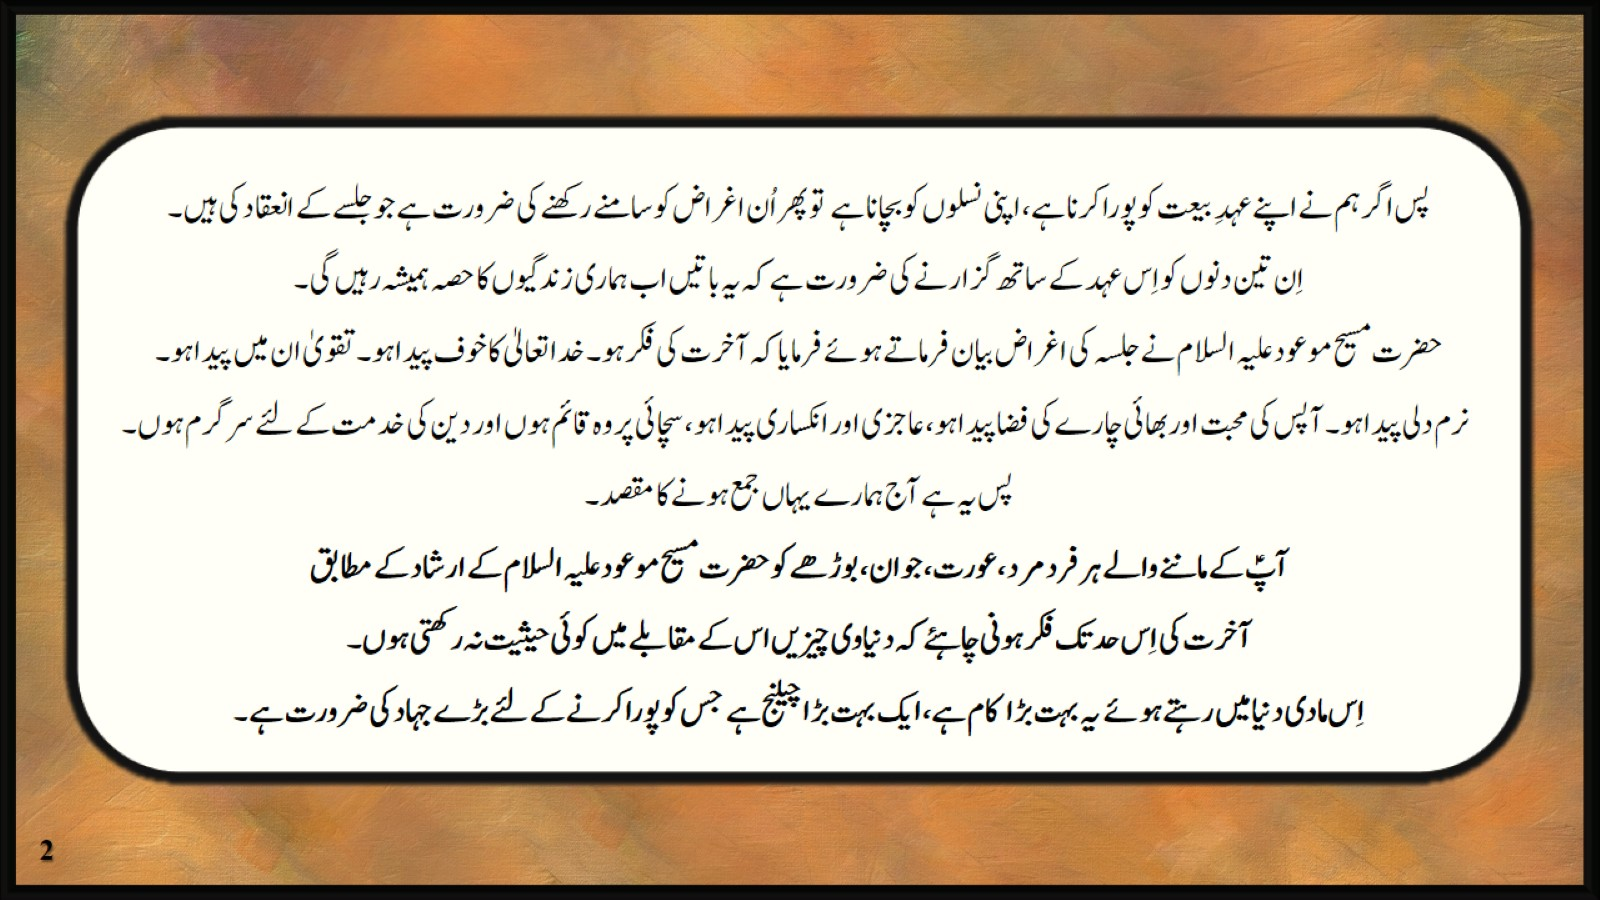 پس اگر ہم نے اپنے عہدِ بیعت کو پورا کرنا ہے، اپنی نسلوں کو بچانا ہے تو پھر اُن اغراض کو سامنے رکھنے کی ضرورت ہے جو جلسے کے انعقاد کی ہیں۔
اِن تین دنوں کو اِس عہد کے ساتھ گزارنے کی ضرورت ہے کہ یہ باتیں اب ہماری زندگیوں کا حصہ ہمیشہ رہیں گی۔
حضرت مسیح موعود علیہ السلام نے جلسہ کی اغراض بیان فرماتے ہوئے فرمایا کہ آخرت کی فکر ہو۔ خدا تعالیٰ کا خوف پیدا ہو۔ تقویٰ ان میں پیدا ہو۔
نرم دلی پیدا ہو۔ آپس کی محبت اور بھائی چارے کی فضا پیدا ہو، عاجزی اور انکساری پیدا ہو، سچائی پر وہ قائم ہوں اور دین کی خدمت کے لئے سرگرم ہوں۔
پس یہ ہے آج ہمارے یہاں جمع ہونے کا مقصد۔
آپؑ کے ماننے والے ہر فرد مرد، عورت، جوان، بوڑھے کو حضرت مسیح موعود علیہ السلام کے ارشاد کے مطابق
آخرت کی اِس حد تک فکر ہونی چاہئے کہ دنیاوی چیزیں اس کے مقابلے میں کوئی حیثیت نہ رکھتی ہوں۔
اِس مادی دنیا میں رہتے ہوئے یہ بہت بڑا کام ہے، ایک بہت بڑا چیلنج ہے جس کو پورا کرنے کے لئے بڑے جہاد کی ضرورت ہے۔
2